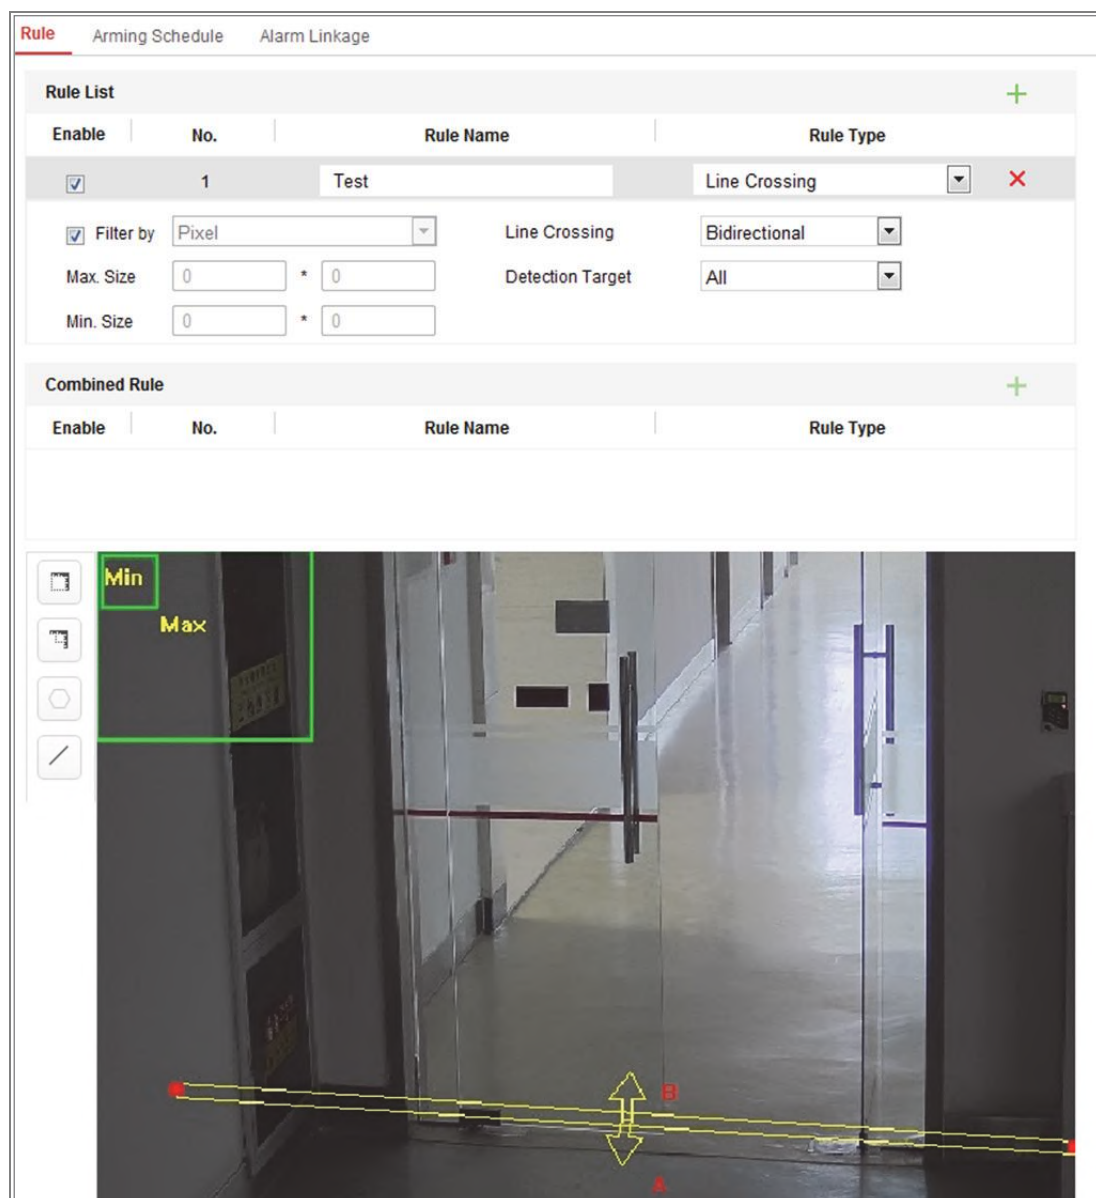 Rule Arming Schedule Alarm Linkage
Rule List +
Enable No. Rule Name Rule Type
1 Test Line Crossing
Filter by Pixel Line Crossing Bidirectional
Max. Size 0 * 0 Detection Target All
Min. Size 0 * 0
Combined Rule +
Enable No. Rule Name Rule Type
Min
Max
B
A